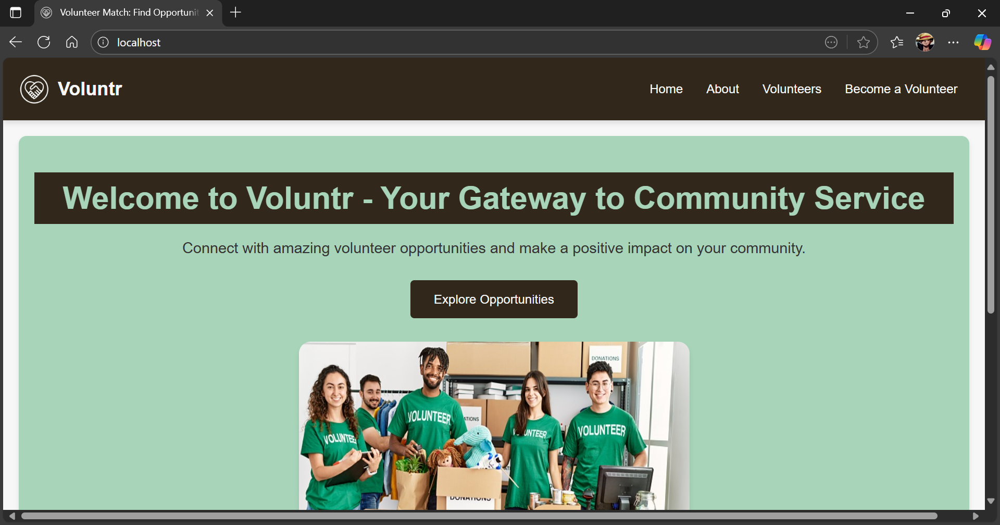 Volunteer Match: Find Opportunit
localhost
Voluntr
Home About Volunteers Become a Volunteer
Welcome to Voluntr - Your Gateway to Community Service
Connect with amazing volunteer opportunities and make a positive impact on your community.
Explore Opportunities
DONATIONS
VOLUNTEER
VOLUNTEER
VOLUNTEER
DONATIONS